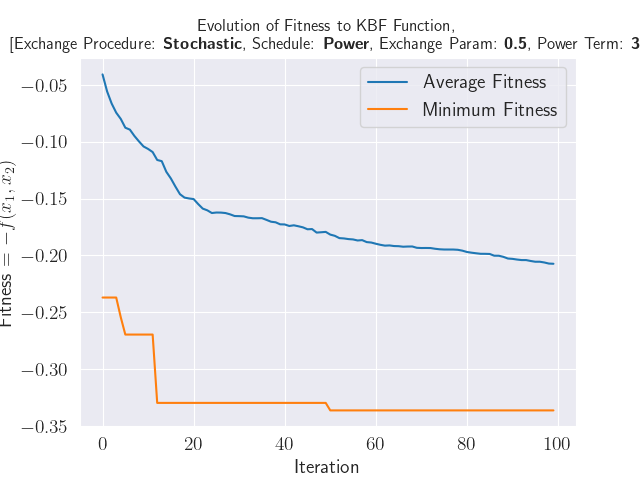 Evolution of Fitness to KBF Function,
[Exchange Procedure: Stochastic, Schedule: Power, Exchange Param: 0.5, Power Term: 3
Average Fitness
Minimum Fitness
Fitness = −f(x₁, x₂)
−0.05
−0.10
−0.15
−0.20
−0.25
−0.30
−0.35
0 20 40 60 80 100
Iteration